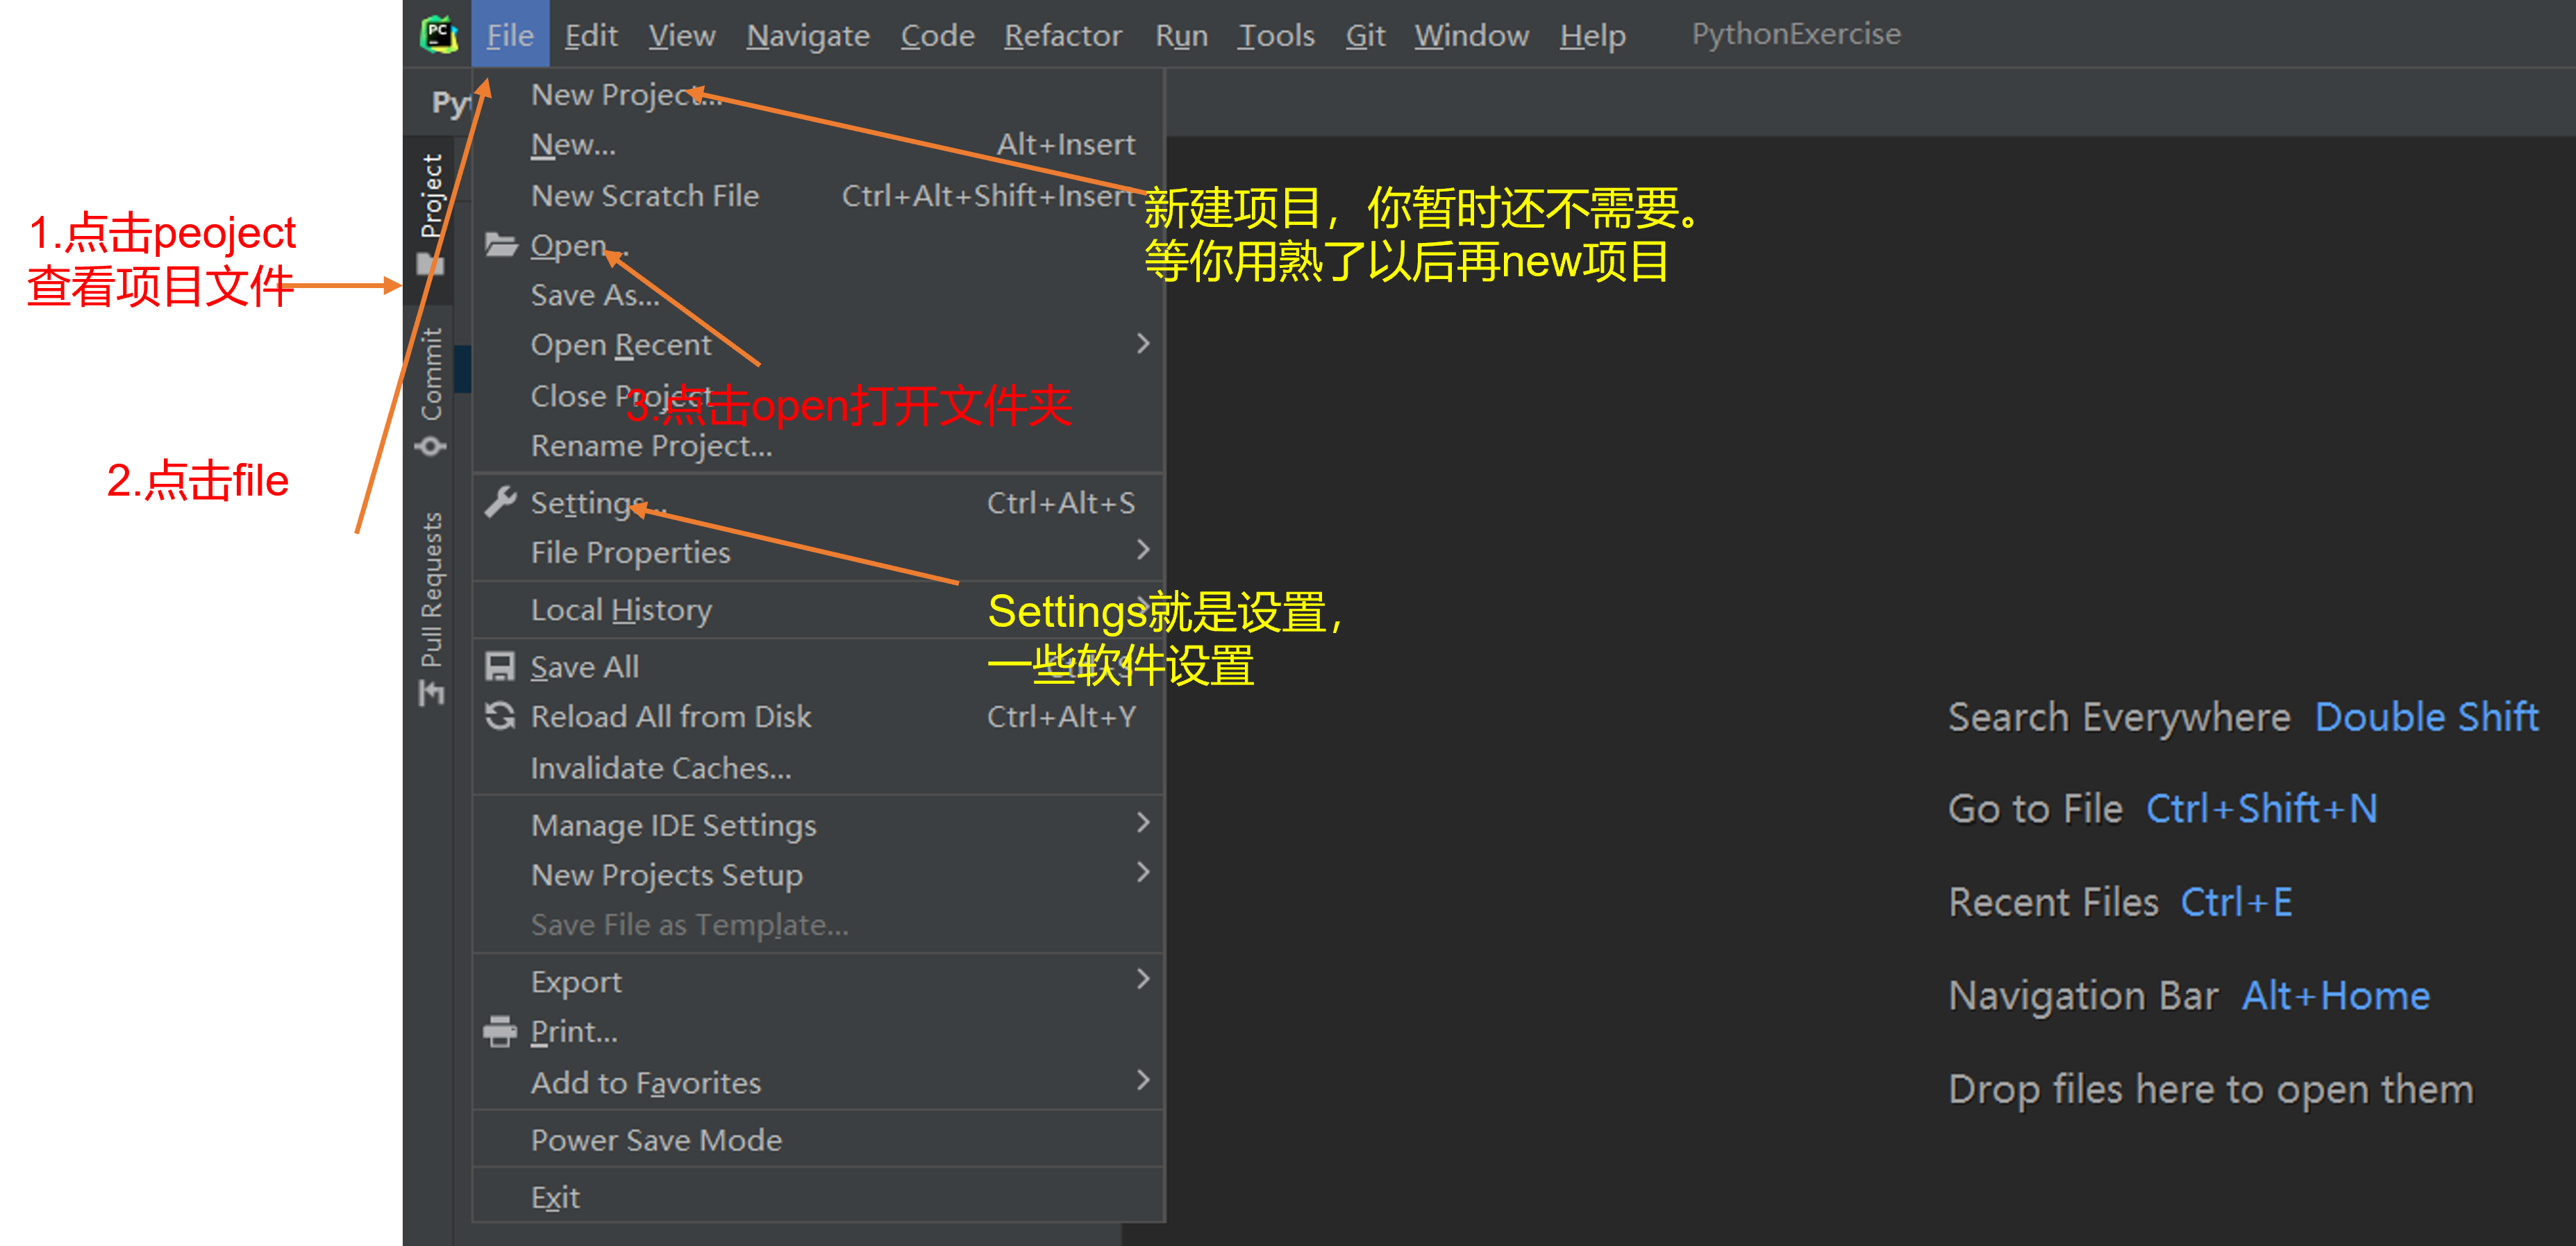 PC
File Edit View Navigate Code Refactor Run Tools Git Window Help PythonExercise
Pyt
Project
Commit
Pull Requests
1.点击peoject
查看项目文件
2.点击file
New Project...
New... Alt+Insert
New Scratch File Ctrl+Alt+Shift+Insert
新建项目，你暂时还不需要。
等你用熟了以后再new项目
Open...
Save As...
Open Recent
Close Project
3.点击open打开文件夹
Rename Project...
Settings... Ctrl+Alt+S
File Properties
Local History
Settings就是设置，
一些软件设置
Save All Ctrl+S
Reload All from Disk Ctrl+Alt+Y
Invalidate Caches...
Manage IDE Settings
New Projects Setup
Save File as Template...
Export
Print...
Add to Favorites
Power Save Mode
Exit
Search Everywhere Double Shift
Go to File Ctrl+Shift+N
Recent Files Ctrl+E
Navigation Bar Alt+Home
Drop files here to open them